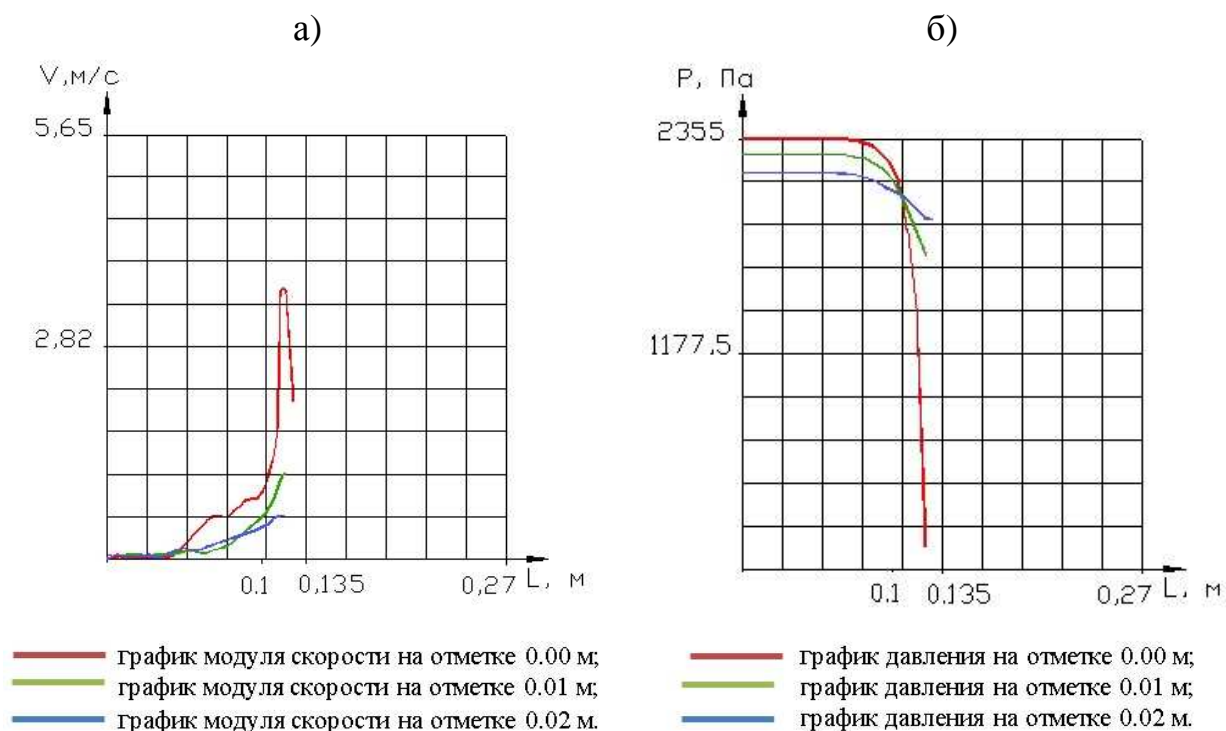 а)
б)
V,м/с
5,65
2,82
0.1
0,135
0,27
L, м
P, Па
2355
1177,5
0.1
0,135
0,27
L, м
график модуля скорости на отметке 0.00 м;
график модуля скорости на отметке 0.01 м;
график модуля скорости на отметке 0.02 м.
график давления на отметке 0.00 м;
график давления на отметке 0.01 м;
график давления на отметке 0.02 м.